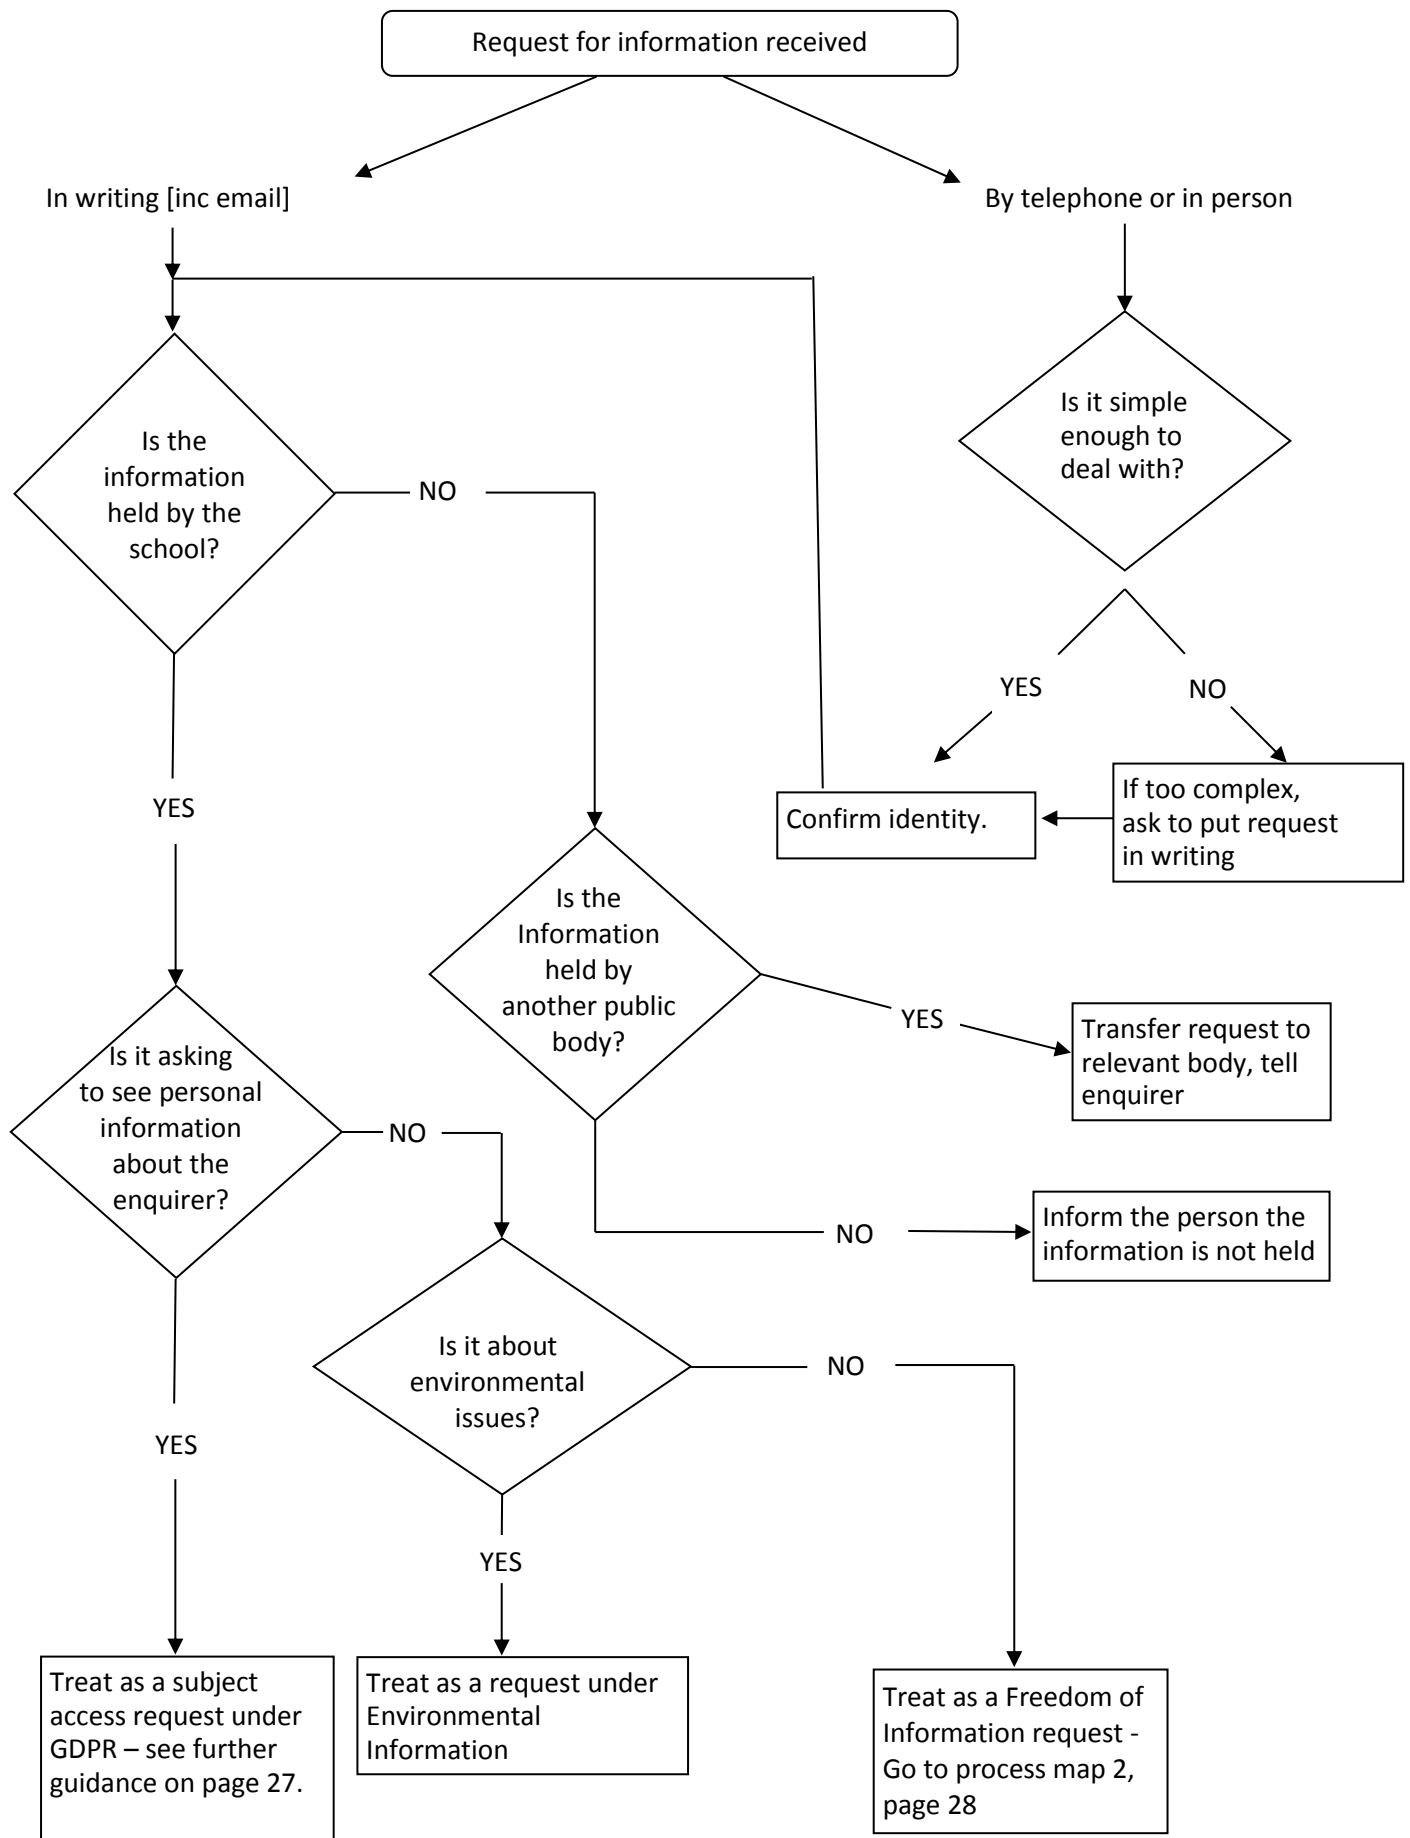 Request for information received
In writing [inc email]
By telephone or in person
Is it simple
enough to
deal with?
Is the
information
held by the
school?
NO
YES
NO
If too complex,
ask to put request
in writing
Confirm identity.
YES
Is the
Information
held by
another public
body?
YES
Transfer request to
relevant body, tell
enquirer
Is it asking
to see personal
information
about the
enquirer?
NO
NO
Inform the person the
information is not held
Is it about
environmental
issues?
NO
YES
YES
Treat as a subject
access request under
GDPR – see further
guidance on page 27.
Treat as a request under
Environmental
Information
Treat as a Freedom of
Information request -
Go to process map 2,
page 28